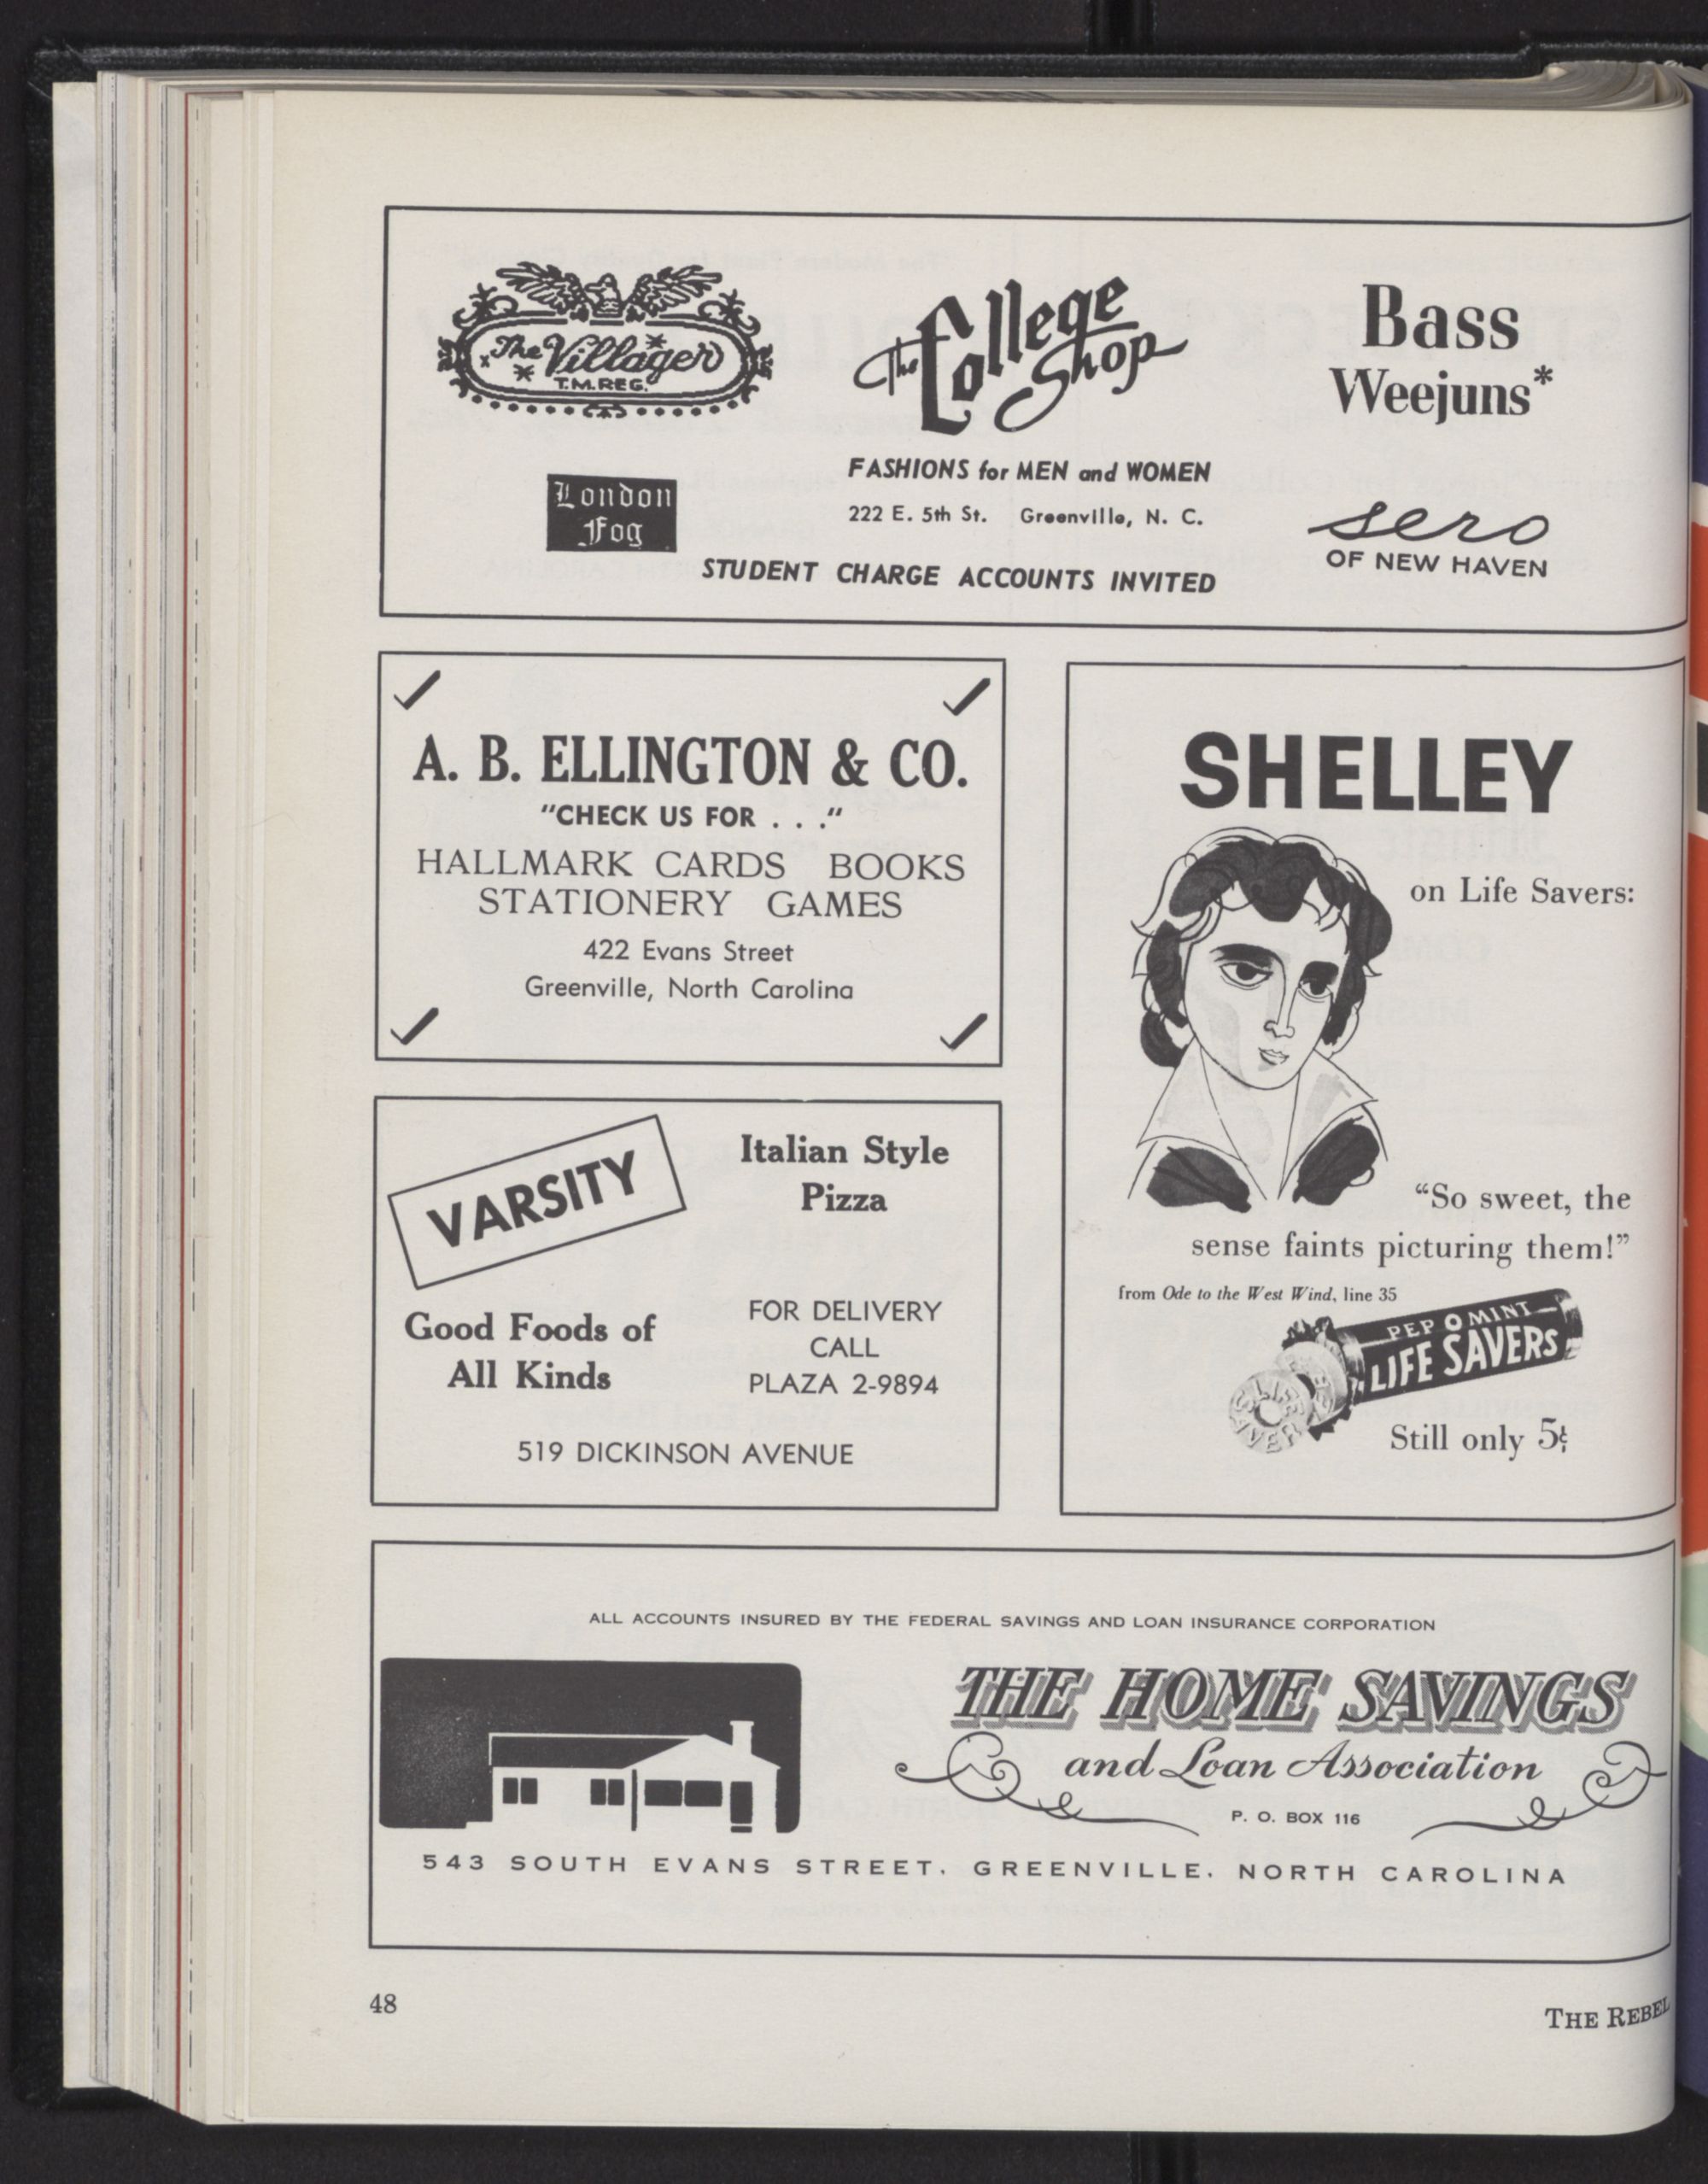 The Villager
T.M. REG.
The College Shop
Bass
Weejuns*
London
Fog
FASHIONS for MEN and WOMEN
222 E. 5th St. Greenville, N. C.
STUDENT CHARGE ACCOUNTS INVITED
sero
OF NEW HAVEN
A. B. ELLINGTON & CO.
"CHECK US FOR . . ."
HALLMARK CARDS BOOKS
STATIONERY GAMES
422 Evans Street
Greenville, North Carolina
VARSITY
Italian Style
Pizza
Good Foods of
All Kinds
FOR DELIVERY
CALL
PLAZA 2-9894
519 DICKINSON AVENUE
SHELLEY
on Life Savers:
“So sweet, the
sense faints picturing them!”
from Ode to the West Wind, line 35
PEP O MINT
LIFE SAVERS
LIFE SAVERS
Still only 5¢
ALL ACCOUNTS INSURED BY THE FEDERAL SAVINGS AND LOAN INSURANCE CORPORATION
THE HOME SAVINGS
and Loan Association
P. O. BOX 116
543 SOUTH EVANS STREET, GREENVILLE, NORTH CAROLINA
48
THE REBEL